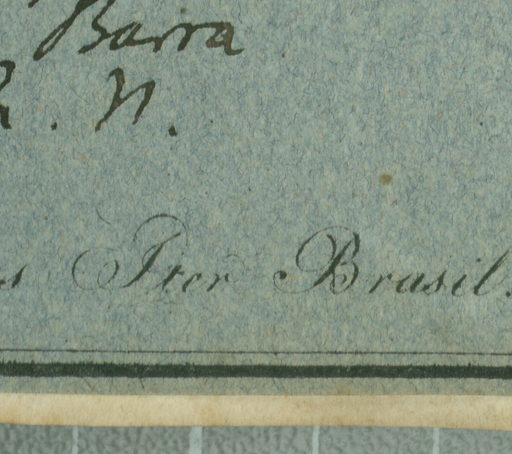 Barra
. N.
s Iter Brasil.